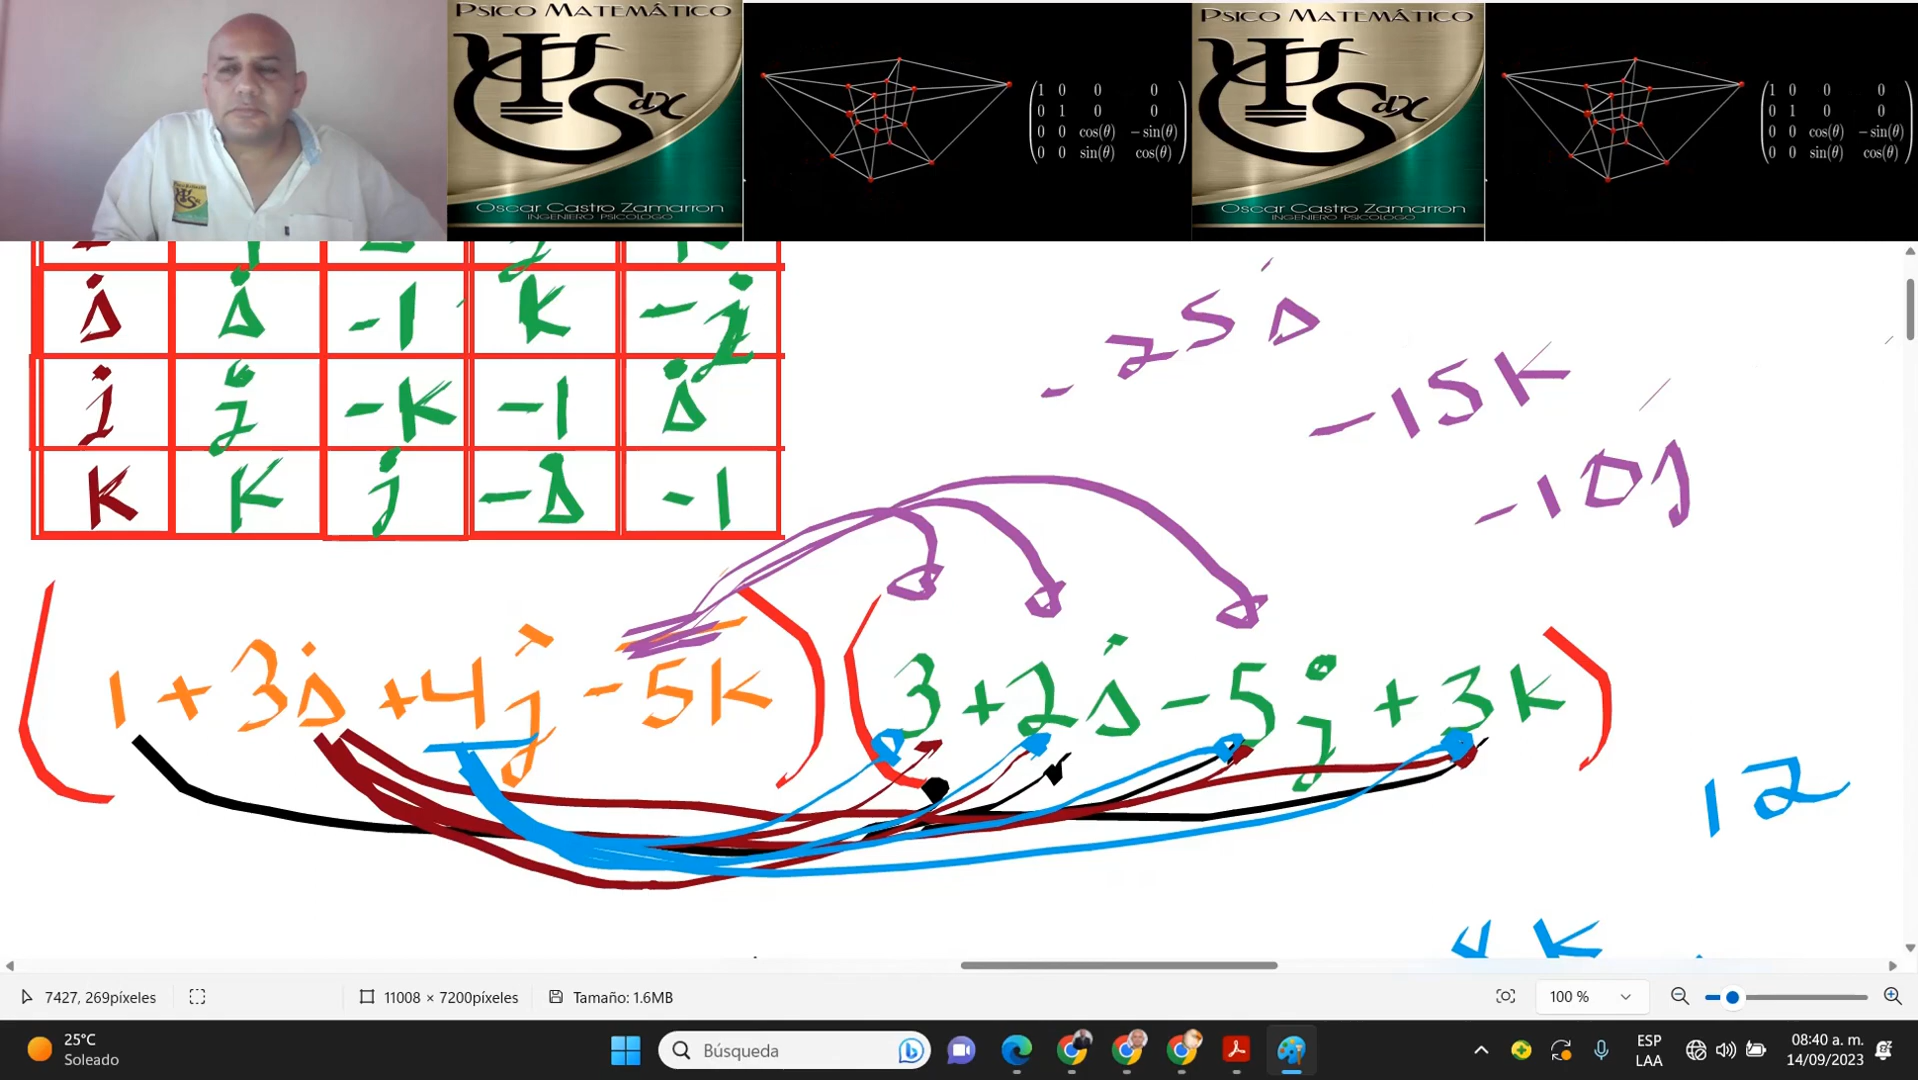 PSICO MATEMÁTICO
dx
Oscar Castro Zamarron
INGENIERO PSICOLOGO
1 0 0 0
0 1 0 0
0 0 cos(θ) −sin(θ)
0 0 sin(θ) cos(θ)
PSICO MATEMÁTICO
dx
Oscar Castro Zamarron
INGENIERO PSICOLOGO
1 0 0 0
0 1 0 0
0 0 cos(θ) −sin(θ)
0 0 sin(θ) cos(θ)
i i -1 k -j
j j -k -1 i
k k j -i -1
-25i
-15k
-10j
(1+3i+4j-5k)(3+2i-5j+3k)
12
7427, 269píxeles
11008 × 7200píxeles
Tamaño: 1.6MB
100 %
25°C
Soleado
Búsqueda
ESP
LAA
08:40 a. m.
14/09/2023